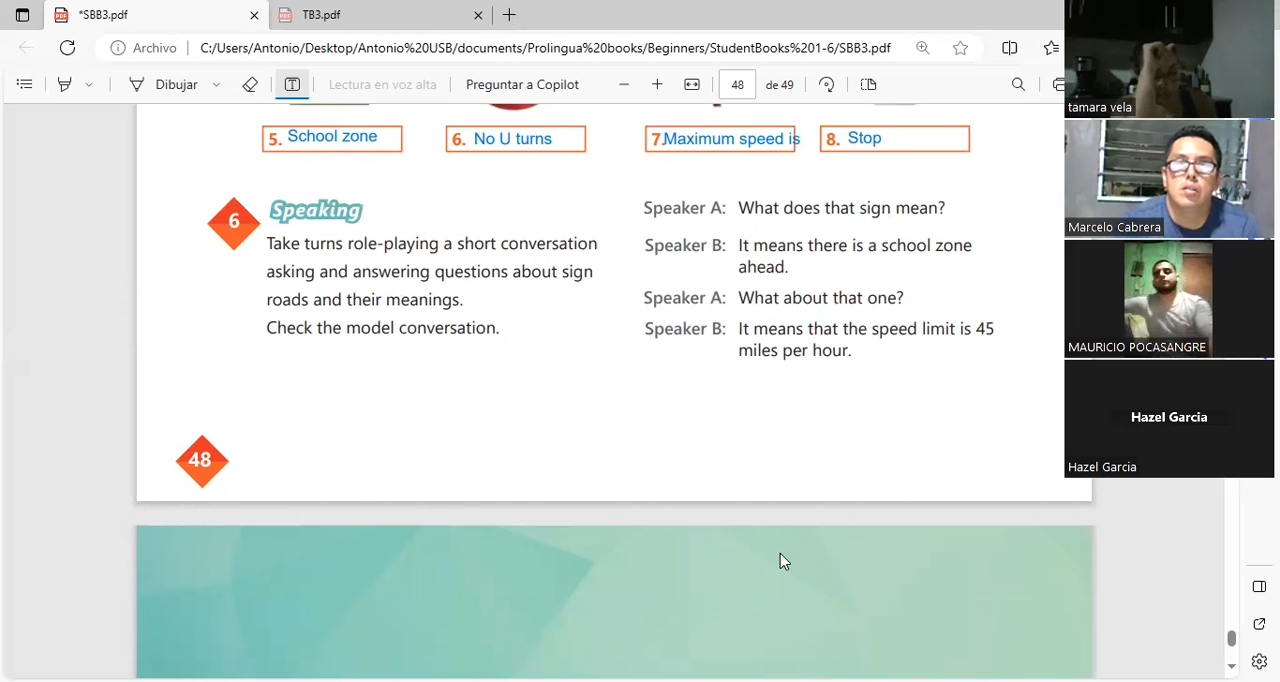 *SBB3.pdf
TB3.pdf
Archivo
C:/Users/Antonio/Desktop/Antonio%20USB/documents/Prolingua%20books/Beginners/StudentBooks%201-6/SBB3.pdf
Dibujar
Lectura en voz alta
Preguntar a Copilot
48
de 49
5. School zone
6. No U turns
7. Maximum speed is
8. Stop
6
Speaking
Take turns role-playing a short conversation
asking and answering questions about sign
roads and their meanings.
Check the model conversation.
Speaker A: What does that sign mean?
Speaker B: It means there is a school zone
ahead.
Speaker A: What about that one?
Speaker B: It means that the speed limit is 45
miles per hour.
48
tamara vela
Marcelo Cabrera
MAURICIO POCASANGRE
Hazel Garcia
Hazel Garcia